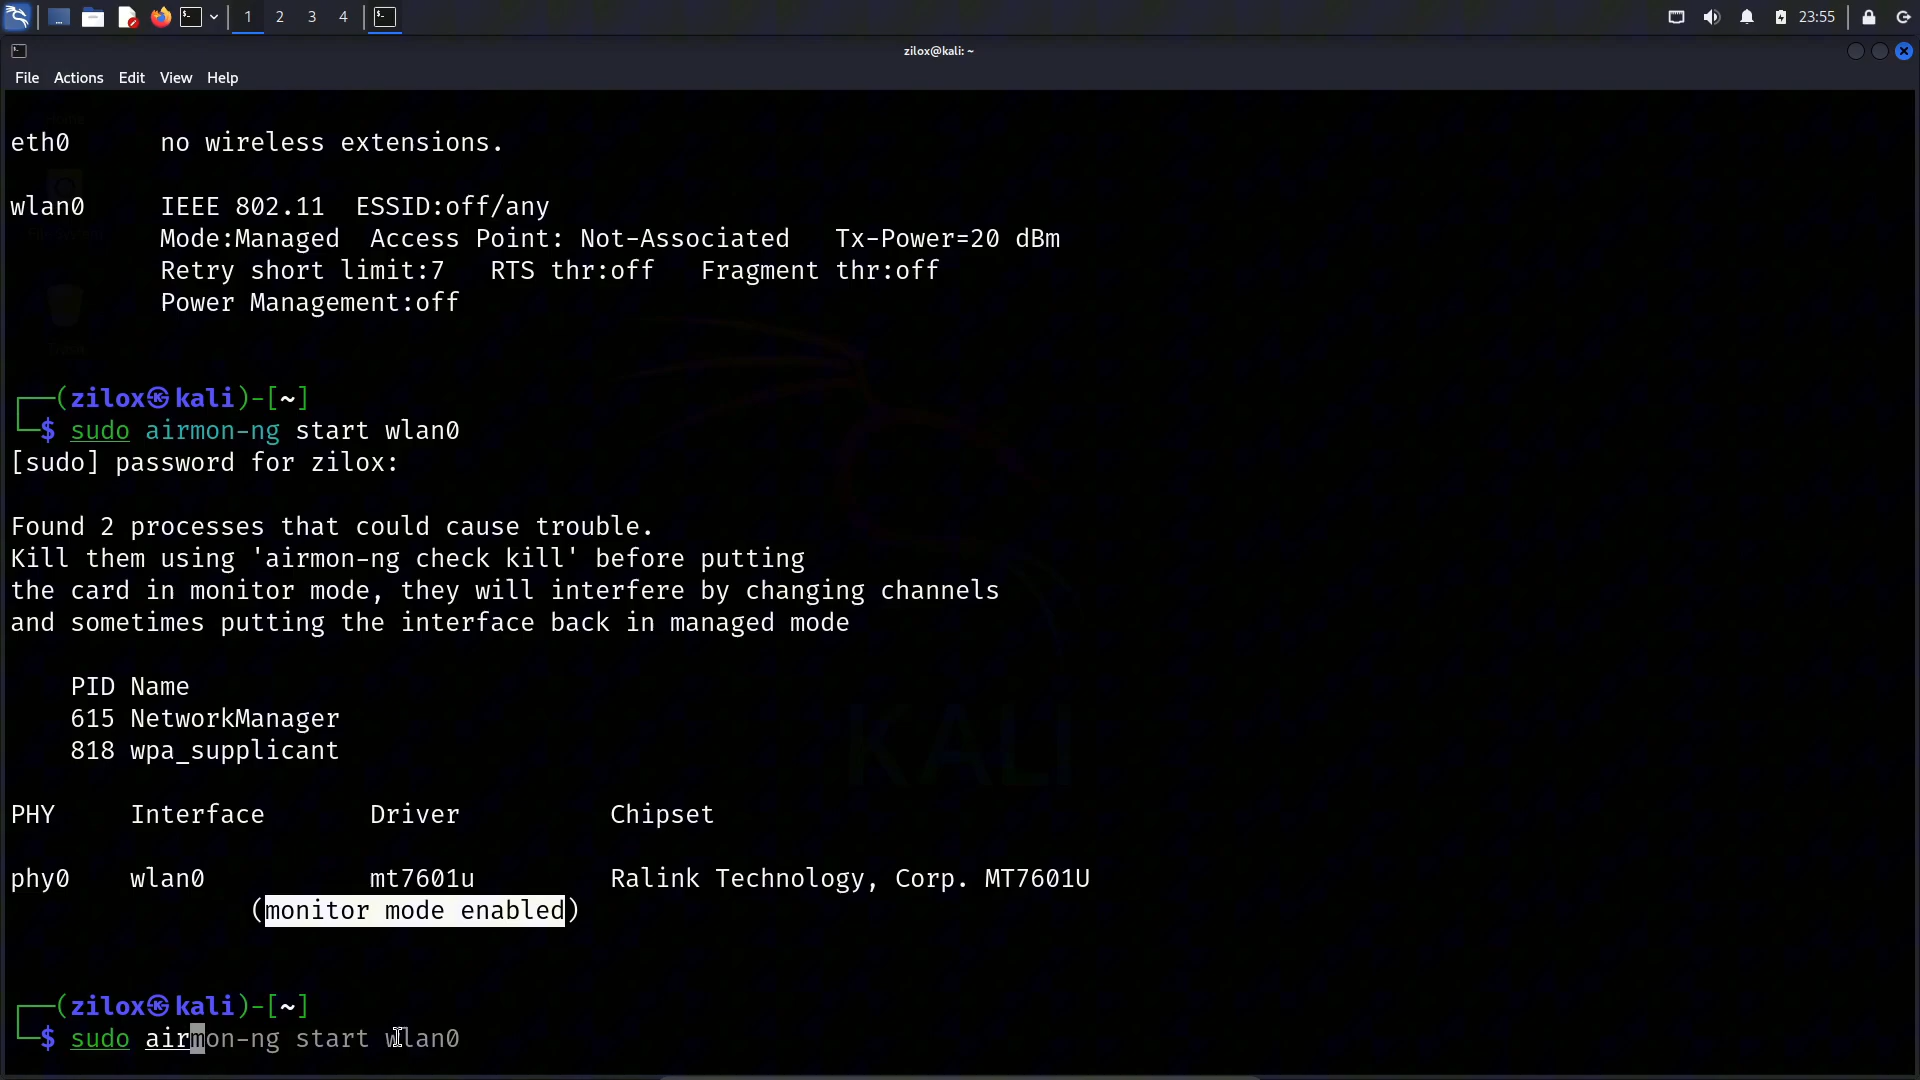 1 2 3 4 23:55
zilox@kali: ~
File Actions Edit View Help
eth0 no wireless extensions.
wlan0 IEEE 802.11 ESSID:off/any
Mode:Managed Access Point: Not-Associated Tx-Power=20 dBm
Retry short limit:7 RTS thr:off Fragment thr:off
Power Management:off
┌──(zilox㉿kali)-[~]
└─$ sudo airmon-ng start wlan0
[sudo] password for zilox:
Found 2 processes that could cause trouble.
Kill them using 'airmon-ng check kill' before putting
the card in monitor mode, they will interfere by changing channels
and sometimes putting the interface back in managed mode
PID Name
615 NetworkManager
818 wpa_supplicant
PHY Interface Driver Chipset
phy0 wlan0 mt7601u Ralink Technology, Corp. MT7601U
(monitor mode enabled)
┌──(zilox㉿kali)-[~]
└─$ sudo airmon-ng start wlan0
KALI